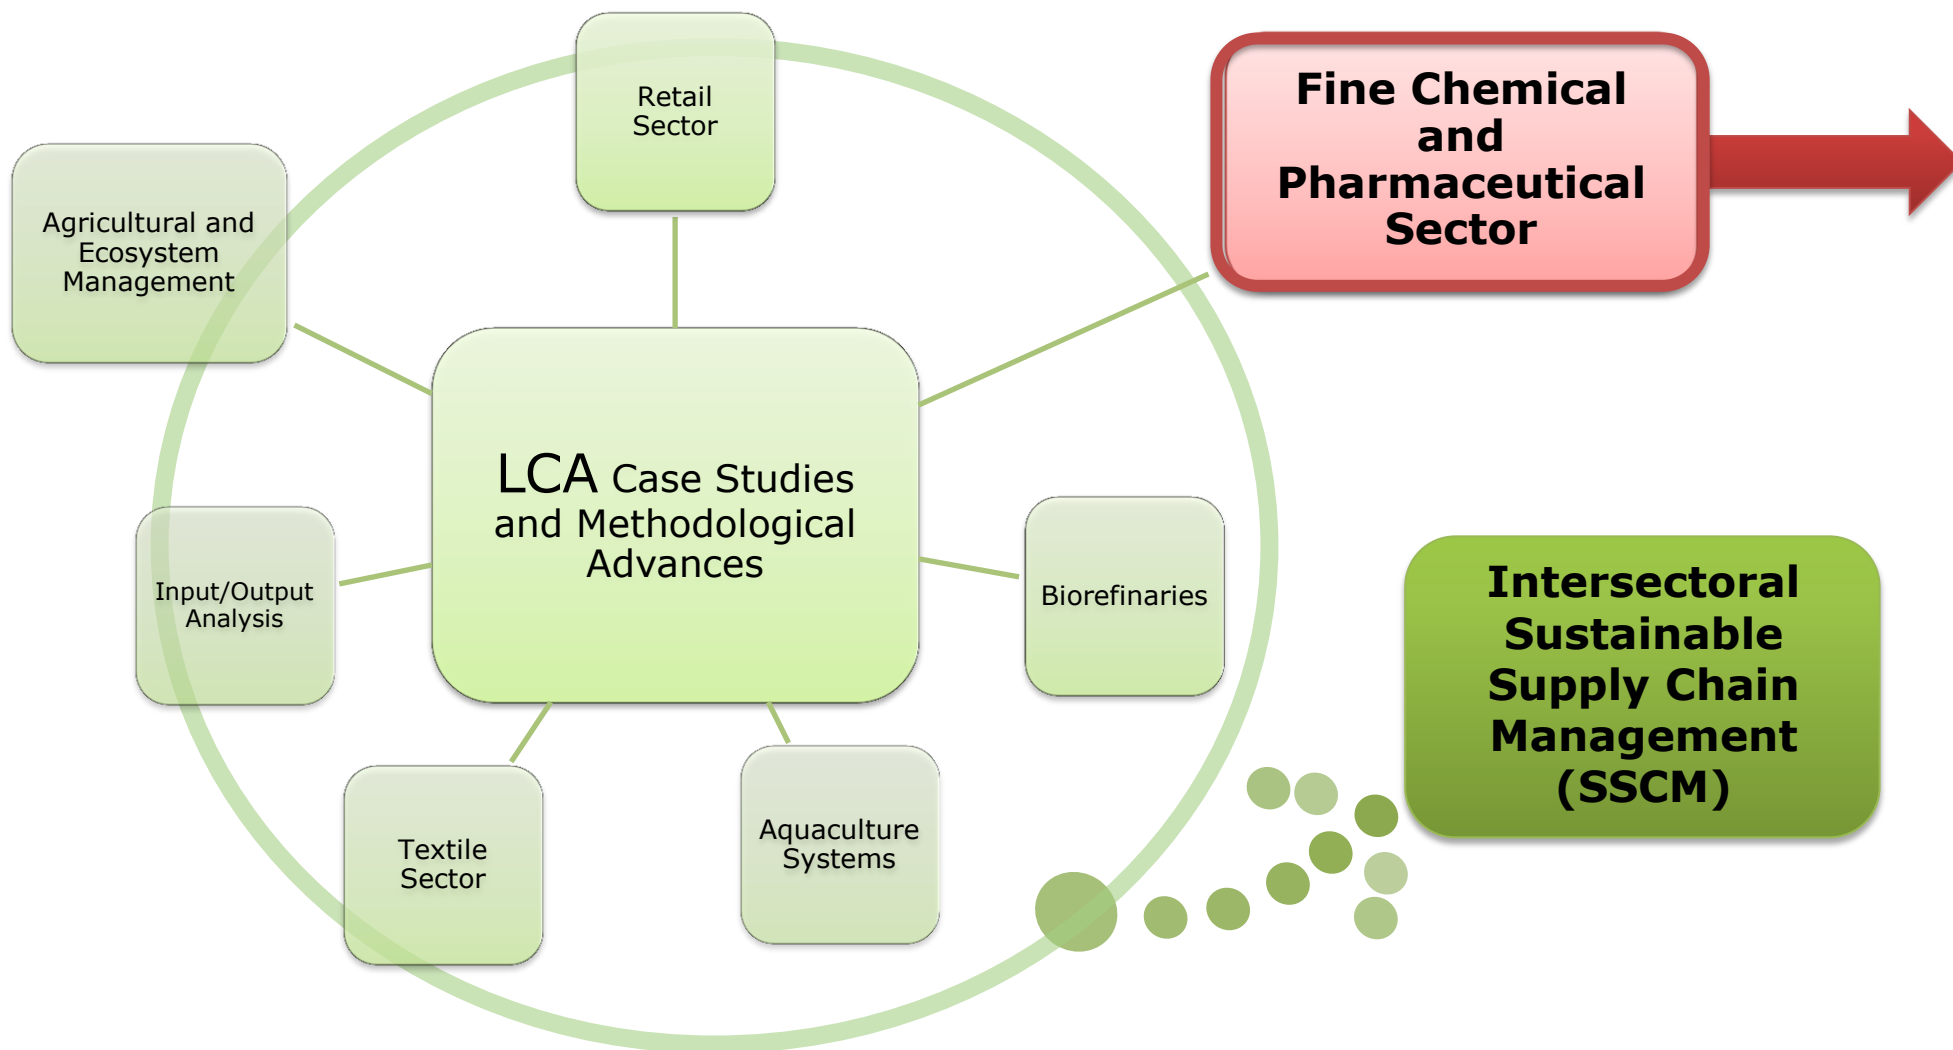 Retail
Sector
Fine Chemical
and
Pharmaceutical
Sector
Agricultural and
Ecosystem
Management
LCA Case Studies
and Methodological
Advances
Input/Output
Analysis
Biorefinaries
Intersectoral
Sustainable
Supply Chain
Management
(SSCM)
Textile
Sector
Aquaculture
Systems